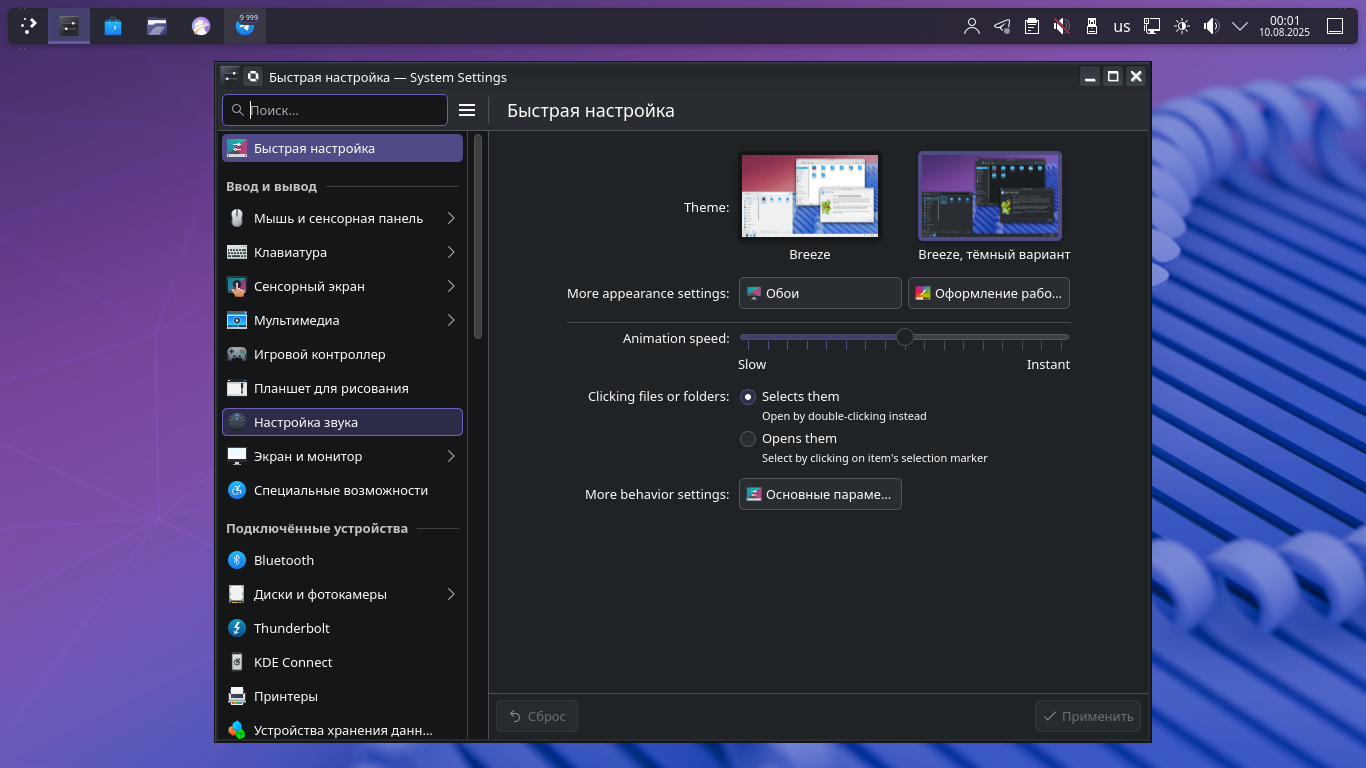 9 999
us
00:01
10.08.2025
Быстрая настройка — System Settings
Поиск...
Быстрая настройка
Быстрая настройка
Ввод и вывод
Мышь и сенсорная панель
Клавиатура
Сенсорный экран
Мультимедиа
Игровой контроллер
Планшет для рисования
Настройка звука
Экран и монитор
Специальные возможности
Подключённые устройства
Bluetooth
Диски и фотокамеры
Thunderbolt
KDE Connect
Принтеры
Устройства хранения данн...
Theme:
Breeze
Breeze, тёмный вариант
More appearance settings:
Обои
Оформление рабо...
Animation speed:
Slow
Instant
Clicking files or folders:
Selects them
Open by double-clicking instead
Opens them
Select by clicking on item's selection marker
More behavior settings:
Основные параме...
Сброс
Применить